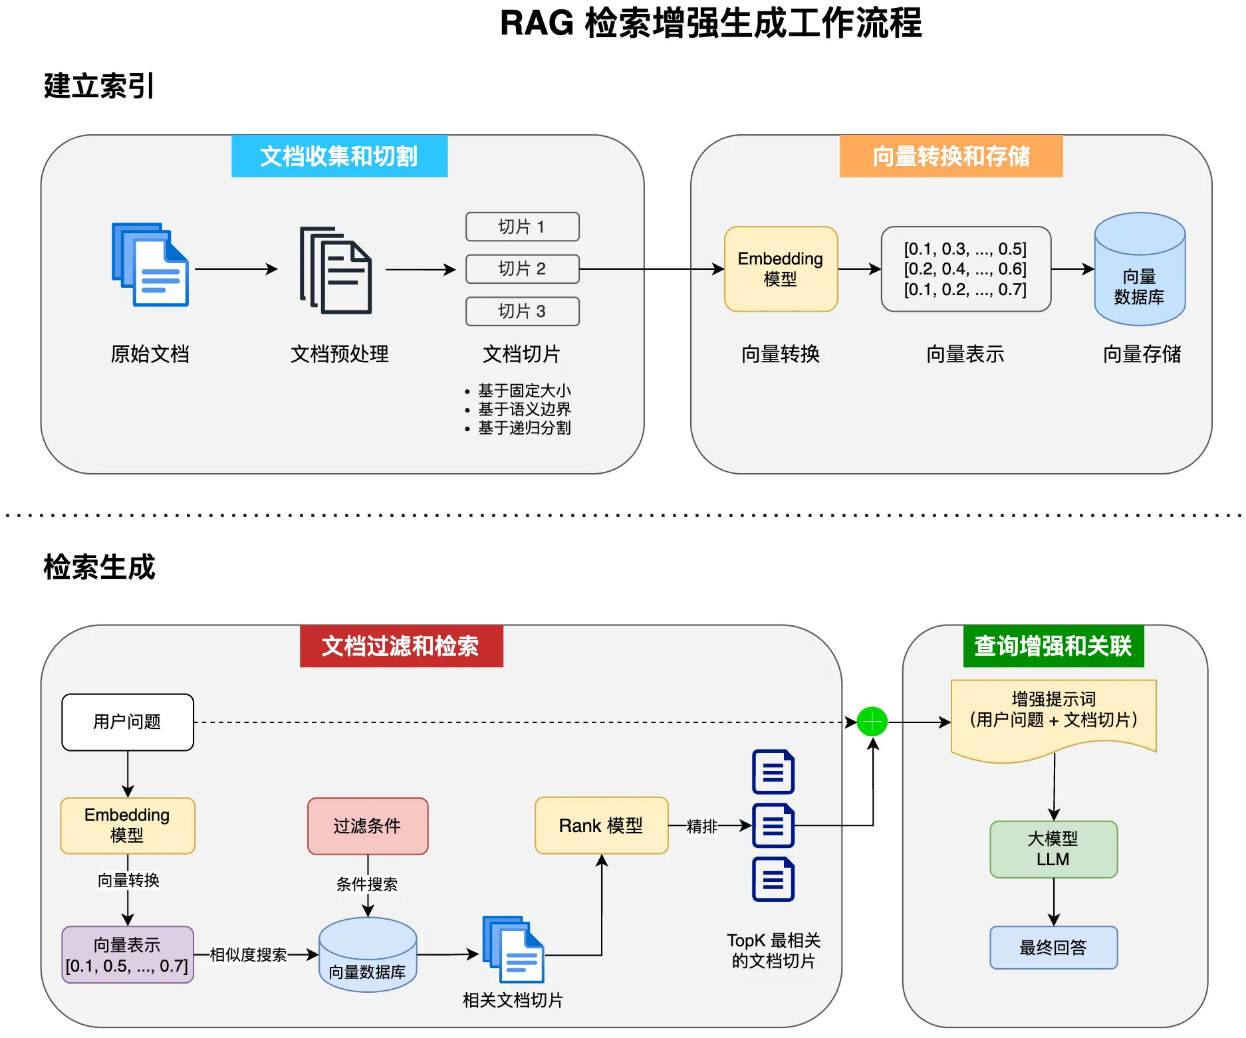 RAG 检索增强生成工作流程
建立索引
文档收集和切割
向量转换和存储
切片 1
切片 2
切片 3
Embedding
模型
[0.1, 0.3, ..., 0.5]
[0.2, 0.4, ..., 0.6]
[0.1, 0.2, ..., 0.7]
向量
数据库
原始文档
文档预处理
文档切片
向量转换
向量表示
向量存储
• 基于固定大小
• 基于语义边界
• 基于递归分割
检索生成
文档过滤和检索
查询增强和关联
用户问题
增强提示词
（用户问题 + 文档切片）
Embedding
模型
过滤条件
Rank 模型
精排
大模型
LLM
向量转换
条件搜索
向量表示
[0.1, 0.5, ..., 0.7]
相似度搜索
向量数据库
相关文档切片
TopK 最相关
的文档切片
最终回答